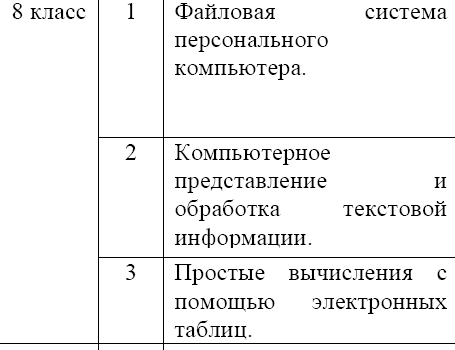 8 класс 1 Файловая система
персонального
компьютера.
2 Компьютерное
представление и
обработка текстовой
информации.
3 Простые вычисления с
помощью электронных
таблиц.